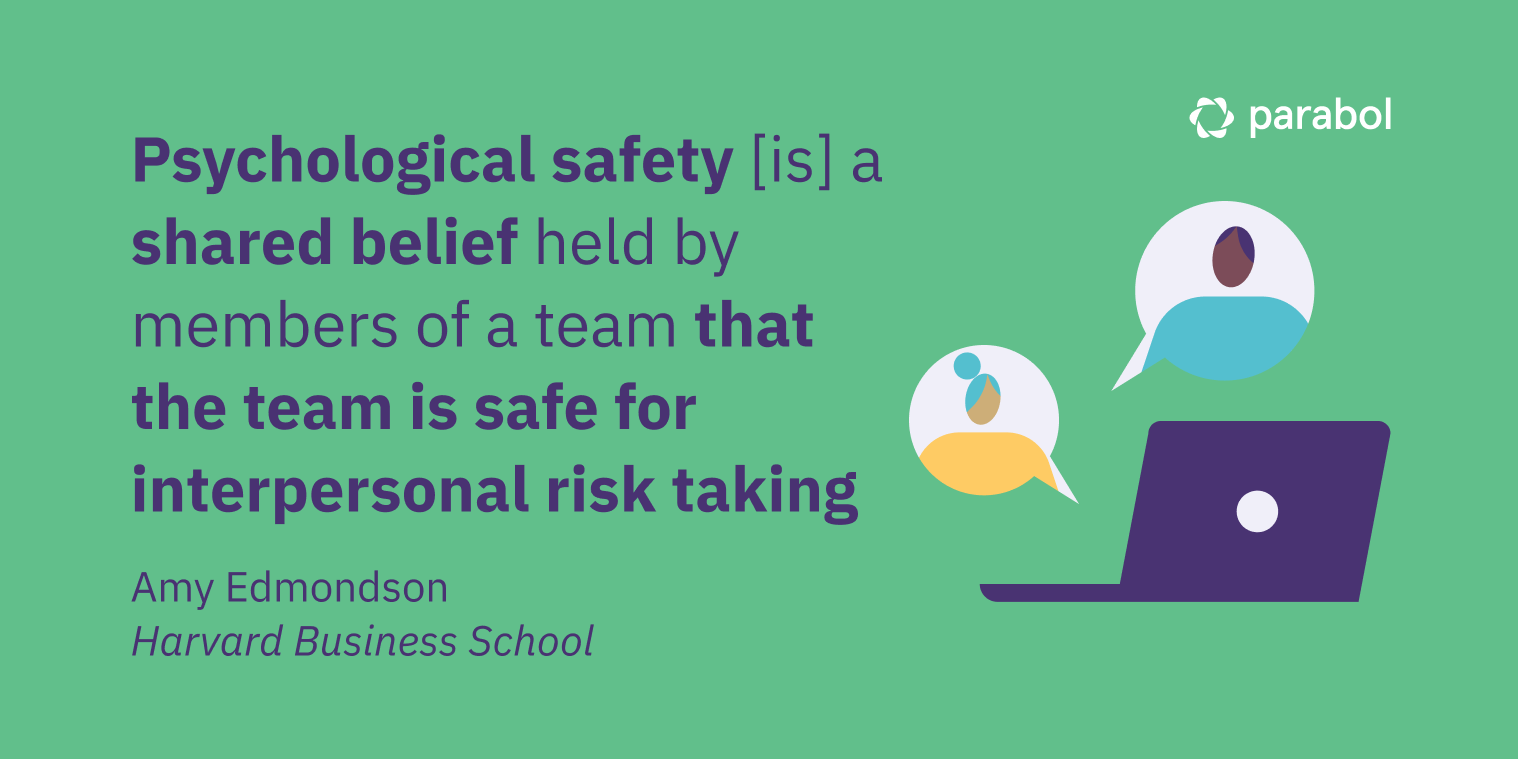 parabol
Psychological safety [is] a
shared belief held by
members of a team that
the team is safe for
interpersonal risk taking
Amy Edmondson
Harvard Business School